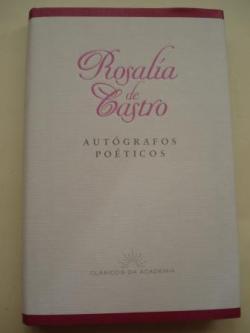 Rosalía
de
Castro
AUTÓGRAFOS
POÉTICOS
CLÁSICOS DA ACADEMIA